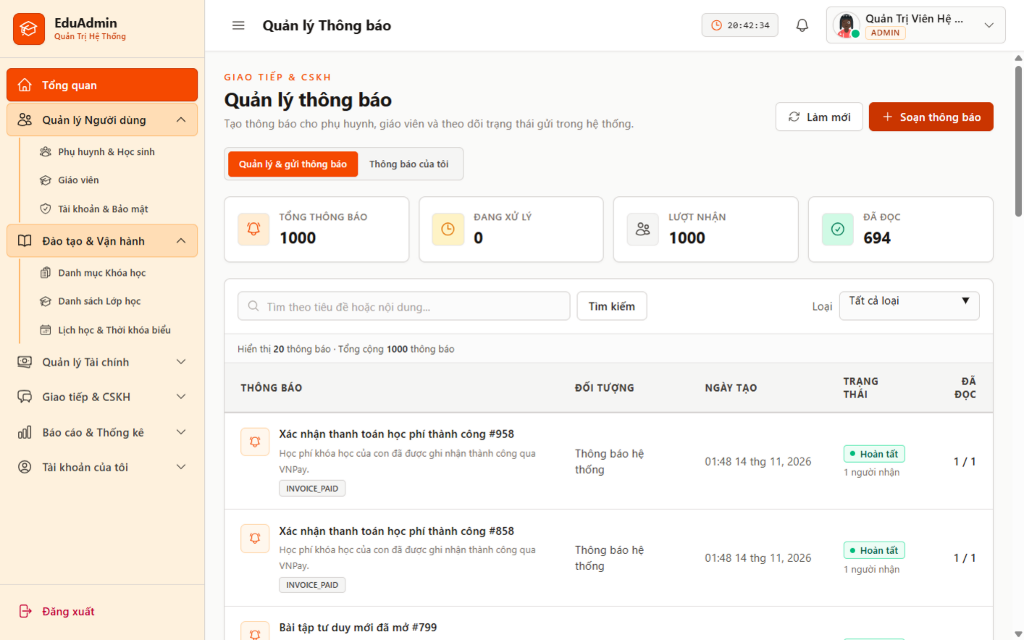 EduAdmin
Quản Trị Hệ Thống
Tổng quan
Quản lý Người dùng
Phụ huynh & Học sinh
Giáo viên
Tài khoản & Bảo mật
Đào tạo & Vận hành
Danh mục Khóa học
Danh sách Lớp học
Lịch học & Thời khóa biểu
Quản lý Tài chính
Giao tiếp & CSKH
Báo cáo & Thống kê
Tài khoản của tôi
Đăng xuất
Quản lý Thông báo
20:42:34
Quản Trị Viên Hệ ...
ADMIN
GIAO TIẾP & CSKH
Quản lý thông báo
Tạo thông báo cho phụ huynh, giáo viên và theo dõi trạng thái gửi trong hệ thống.
Làm mới
Soạn thông báo
Quản lý & gửi thông báo
Thông báo của tôi
TỔNG THÔNG BÁO
1000
ĐANG XỬ LÝ
0
LƯỢT NHẬN
1000
ĐÃ ĐỌC
694
Tìm theo tiêu đề hoặc nội dung...
Tìm kiếm
Loại
Tất cả loại
Hiển thị 20 thông báo · Tổng cộng 1000 thông báo
THÔNG BÁO
ĐỐI TƯỢNG
NGÀY TẠO
TRẠNG
THÁI
ĐÃ
ĐỌC
Xác nhận thanh toán học phí thành công #958
Học phí khóa học của con đã được ghi nhận thành công qua
VNPay.
INVOICE_PAID
Thông báo hệ
thống
01:48 14 thg 11, 2026
Hoàn tất
1 người nhận
1 / 1
Xác nhận thanh toán học phí thành công #858
Học phí khóa học của con đã được ghi nhận thành công qua
VNPay.
INVOICE_PAID
Thông báo hệ
thống
01:48 14 thg 11, 2026
Hoàn tất
1 người nhận
1 / 1
Bài tập tư duy mới đã mở #799